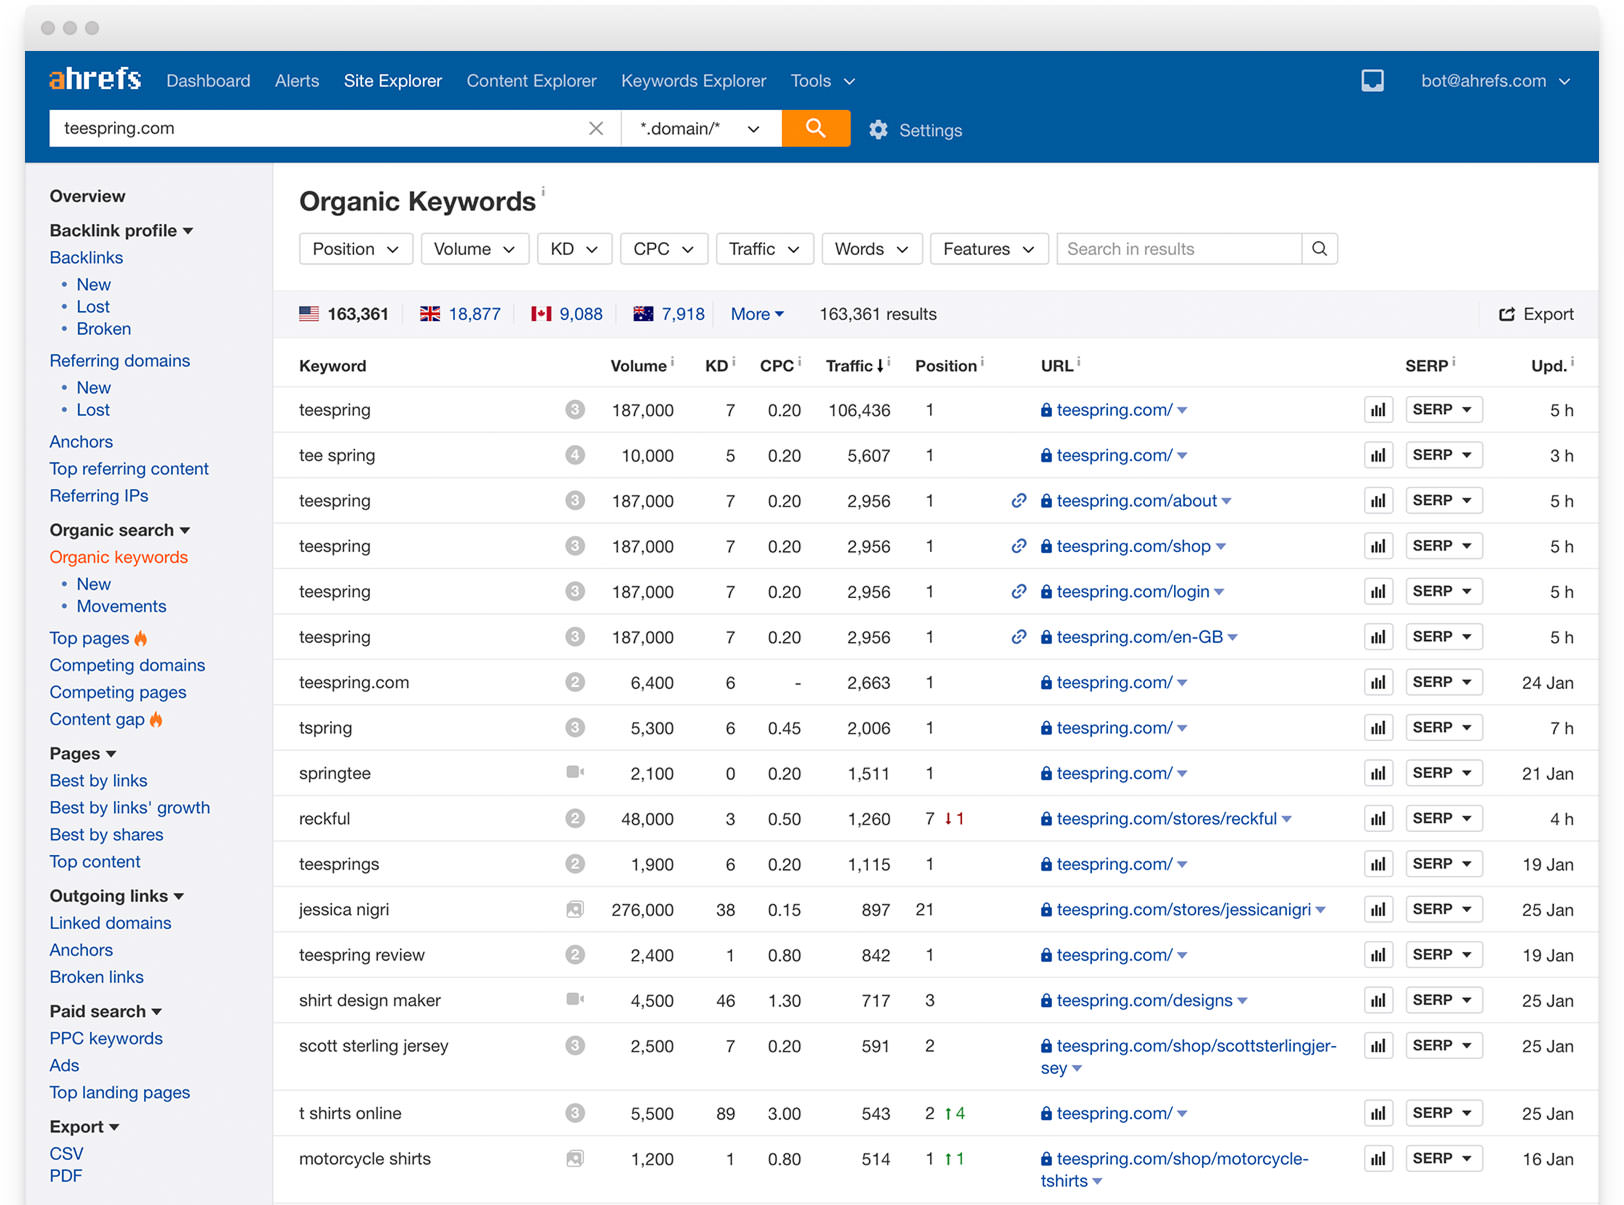 ahrefs Dashboard Alerts Site Explorer Content Explorer Keywords Explorer Tools bot@ahrefs.com
teespring.com *.domain/* Settings
Overview
Backlink profile
Backlinks
• New
• Lost
• Broken
Referring domains
• New
• Lost
Anchors
Top referring content
Referring IPs
Organic search
Organic keywords
• New
• Movements
Top pages
Competing domains
Competing pages
Content gap
Pages
Best by links
Best by links' growth
Best by shares
Top content
Outgoing links
Linked domains
Anchors
Broken links
Paid search
PPC keywords
Ads
Top landing pages
Export
CSV
PDF
Organic Keywords i
Position Volume KD CPC Traffic Words Features Search in results
163,361 18,877 9,088 7,918 More 163,361 results Export
Keyword Volume i KD i CPC i Traffic ↓ i Position i URL i SERP i Upd. i
teespring 3 187,000 7 0.20 106,436 1 teespring.com/ SERP 5 h
tee spring 4 10,000 5 0.20 5,607 1 teespring.com/ SERP 3 h
teespring 3 187,000 7 0.20 2,956 1 teespring.com/about SERP 5 h
teespring 3 187,000 7 0.20 2,956 1 teespring.com/shop SERP 5 h
teespring 3 187,000 7 0.20 2,956 1 teespring.com/login SERP 5 h
teespring 3 187,000 7 0.20 2,956 1 teespring.com/en-GB SERP 5 h
teespring.com 2 6,400 6 - 2,663 1 teespring.com/ SERP 24 Jan
tspring 3 5,300 6 0.45 2,006 1 teespring.com/ SERP 7 h
springtee 2,100 0 0.20 1,511 1 teespring.com/ SERP 21 Jan
reckful 2 48,000 3 0.50 1,260 7 ↓1 teespring.com/stores/reckful SERP 4 h
teesprings 2 1,900 6 0.20 1,115 1 teespring.com/ SERP 19 Jan
jessica nigri 276,000 38 0.15 897 21 teespring.com/stores/jessicanigri SERP 25 Jan
teespring review 2 2,400 1 0.80 842 1 teespring.com/ SERP 19 Jan
shirt design maker 4,500 46 1.30 717 3 teespring.com/designs SERP 25 Jan
scott sterling jersey 3 2,500 7 0.20 591 2 teespring.com/shop/scottsterlingjer- SERP 25 Jan
sey
t shirts online 3 5,500 89 3.00 543 2 ↑4 teespring.com/ SERP 25 Jan
motorcycle shirts 1,200 1 0.80 514 1 ↑1 teespring.com/shop/motorcycle- SERP 16 Jan
tshirts